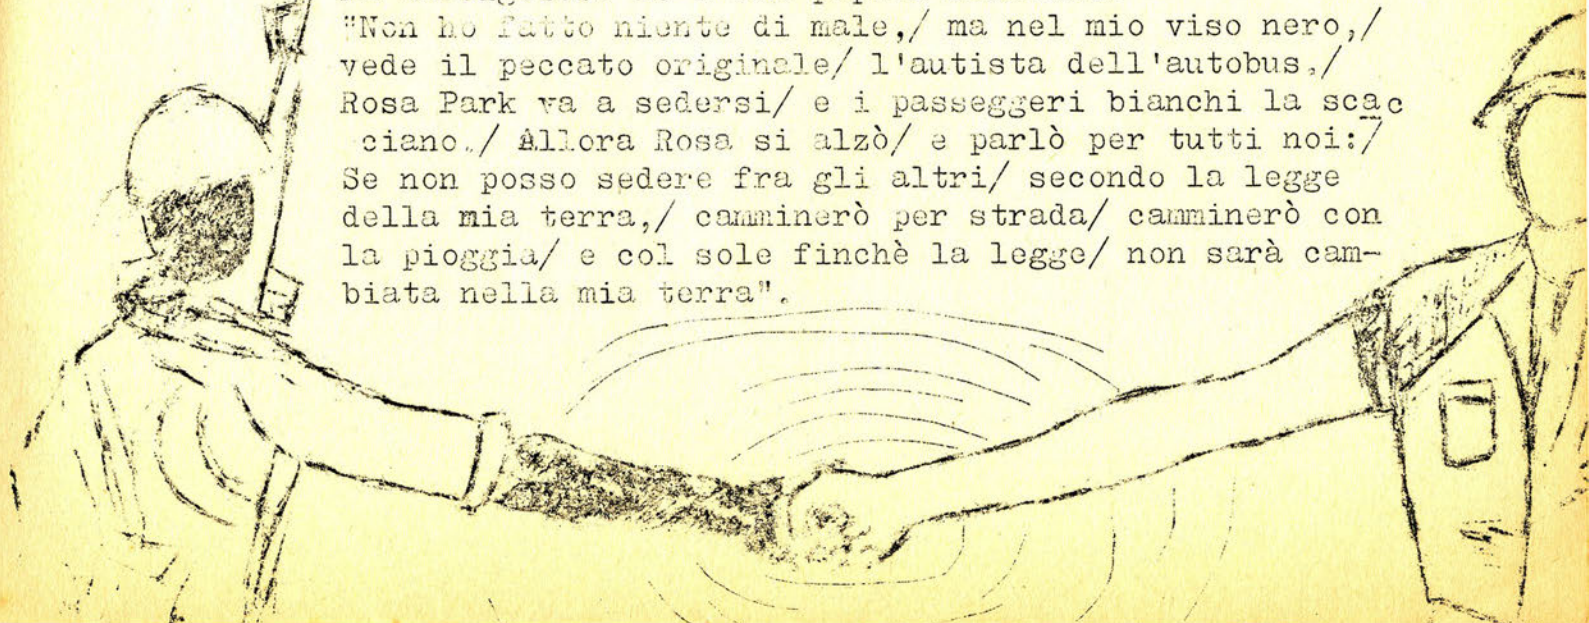 "Non ho fatto niente di male,/ ma nel mio viso nero,/
vede il peccato originale/ l'autista dell'autobus,/
Rosa Park va a sedersi/ e i passeggeri bianchi la scac
ciano./ Allora Rosa si alzò/ e parlò per tutti noi:/
Se non posso sedere fra gli altri/ secondo la legge
della mia terra,/ camminerò per strada/ camminerò con
la pioggia/ e col sole finchè la legge/ non sarà cam-
biata nella mia terra".